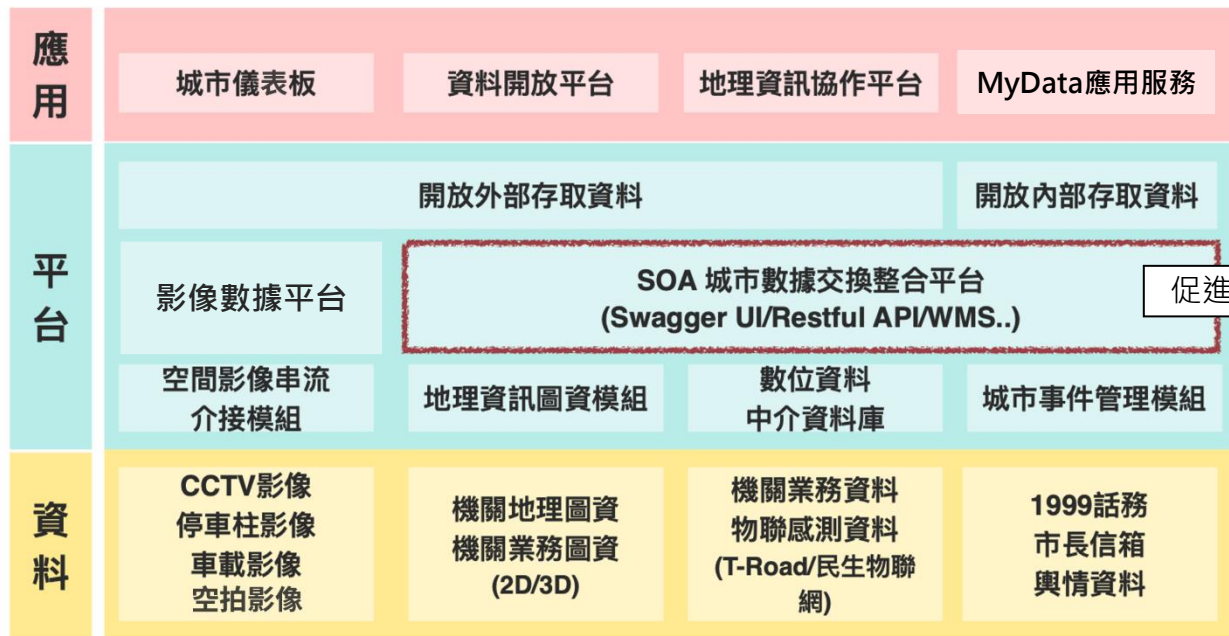 應用
城市儀表板
資料開放平台
地理資訊協作平台
MyData應用服務
平台
開放外部存取資料
開放內部存取資料
影像數據平台
SOA 城市數據交換整合平台
(Swagger UI/Restful API/WMS..)
促進
空間影像串流
介接模組
地理資訊圖資模組
數位資料
中介資料庫
城市事件管理模組
資料
CCTV影像
停車柱影像
車載影像
空拍影像
機關地理圖資
機關業務圖資
(2D/3D)
機關業務資料
物聯感測資料
(T-Road/民生物聯
網)
1999話務
市長信箱
輿情資料